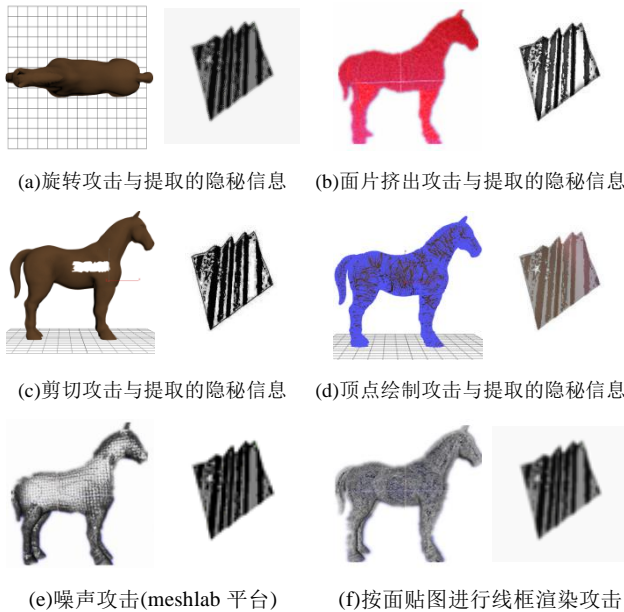 (a)旋转攻击与提取的隐秘信息 (b)面片挤出攻击与提取的隐秘信息
(c)剪切攻击与提取的隐秘信息 (d)顶点绘制攻击与提取的隐秘信息
(e)噪声攻击(meshlab 平台) (f)按面贴图进行线框渲染攻击